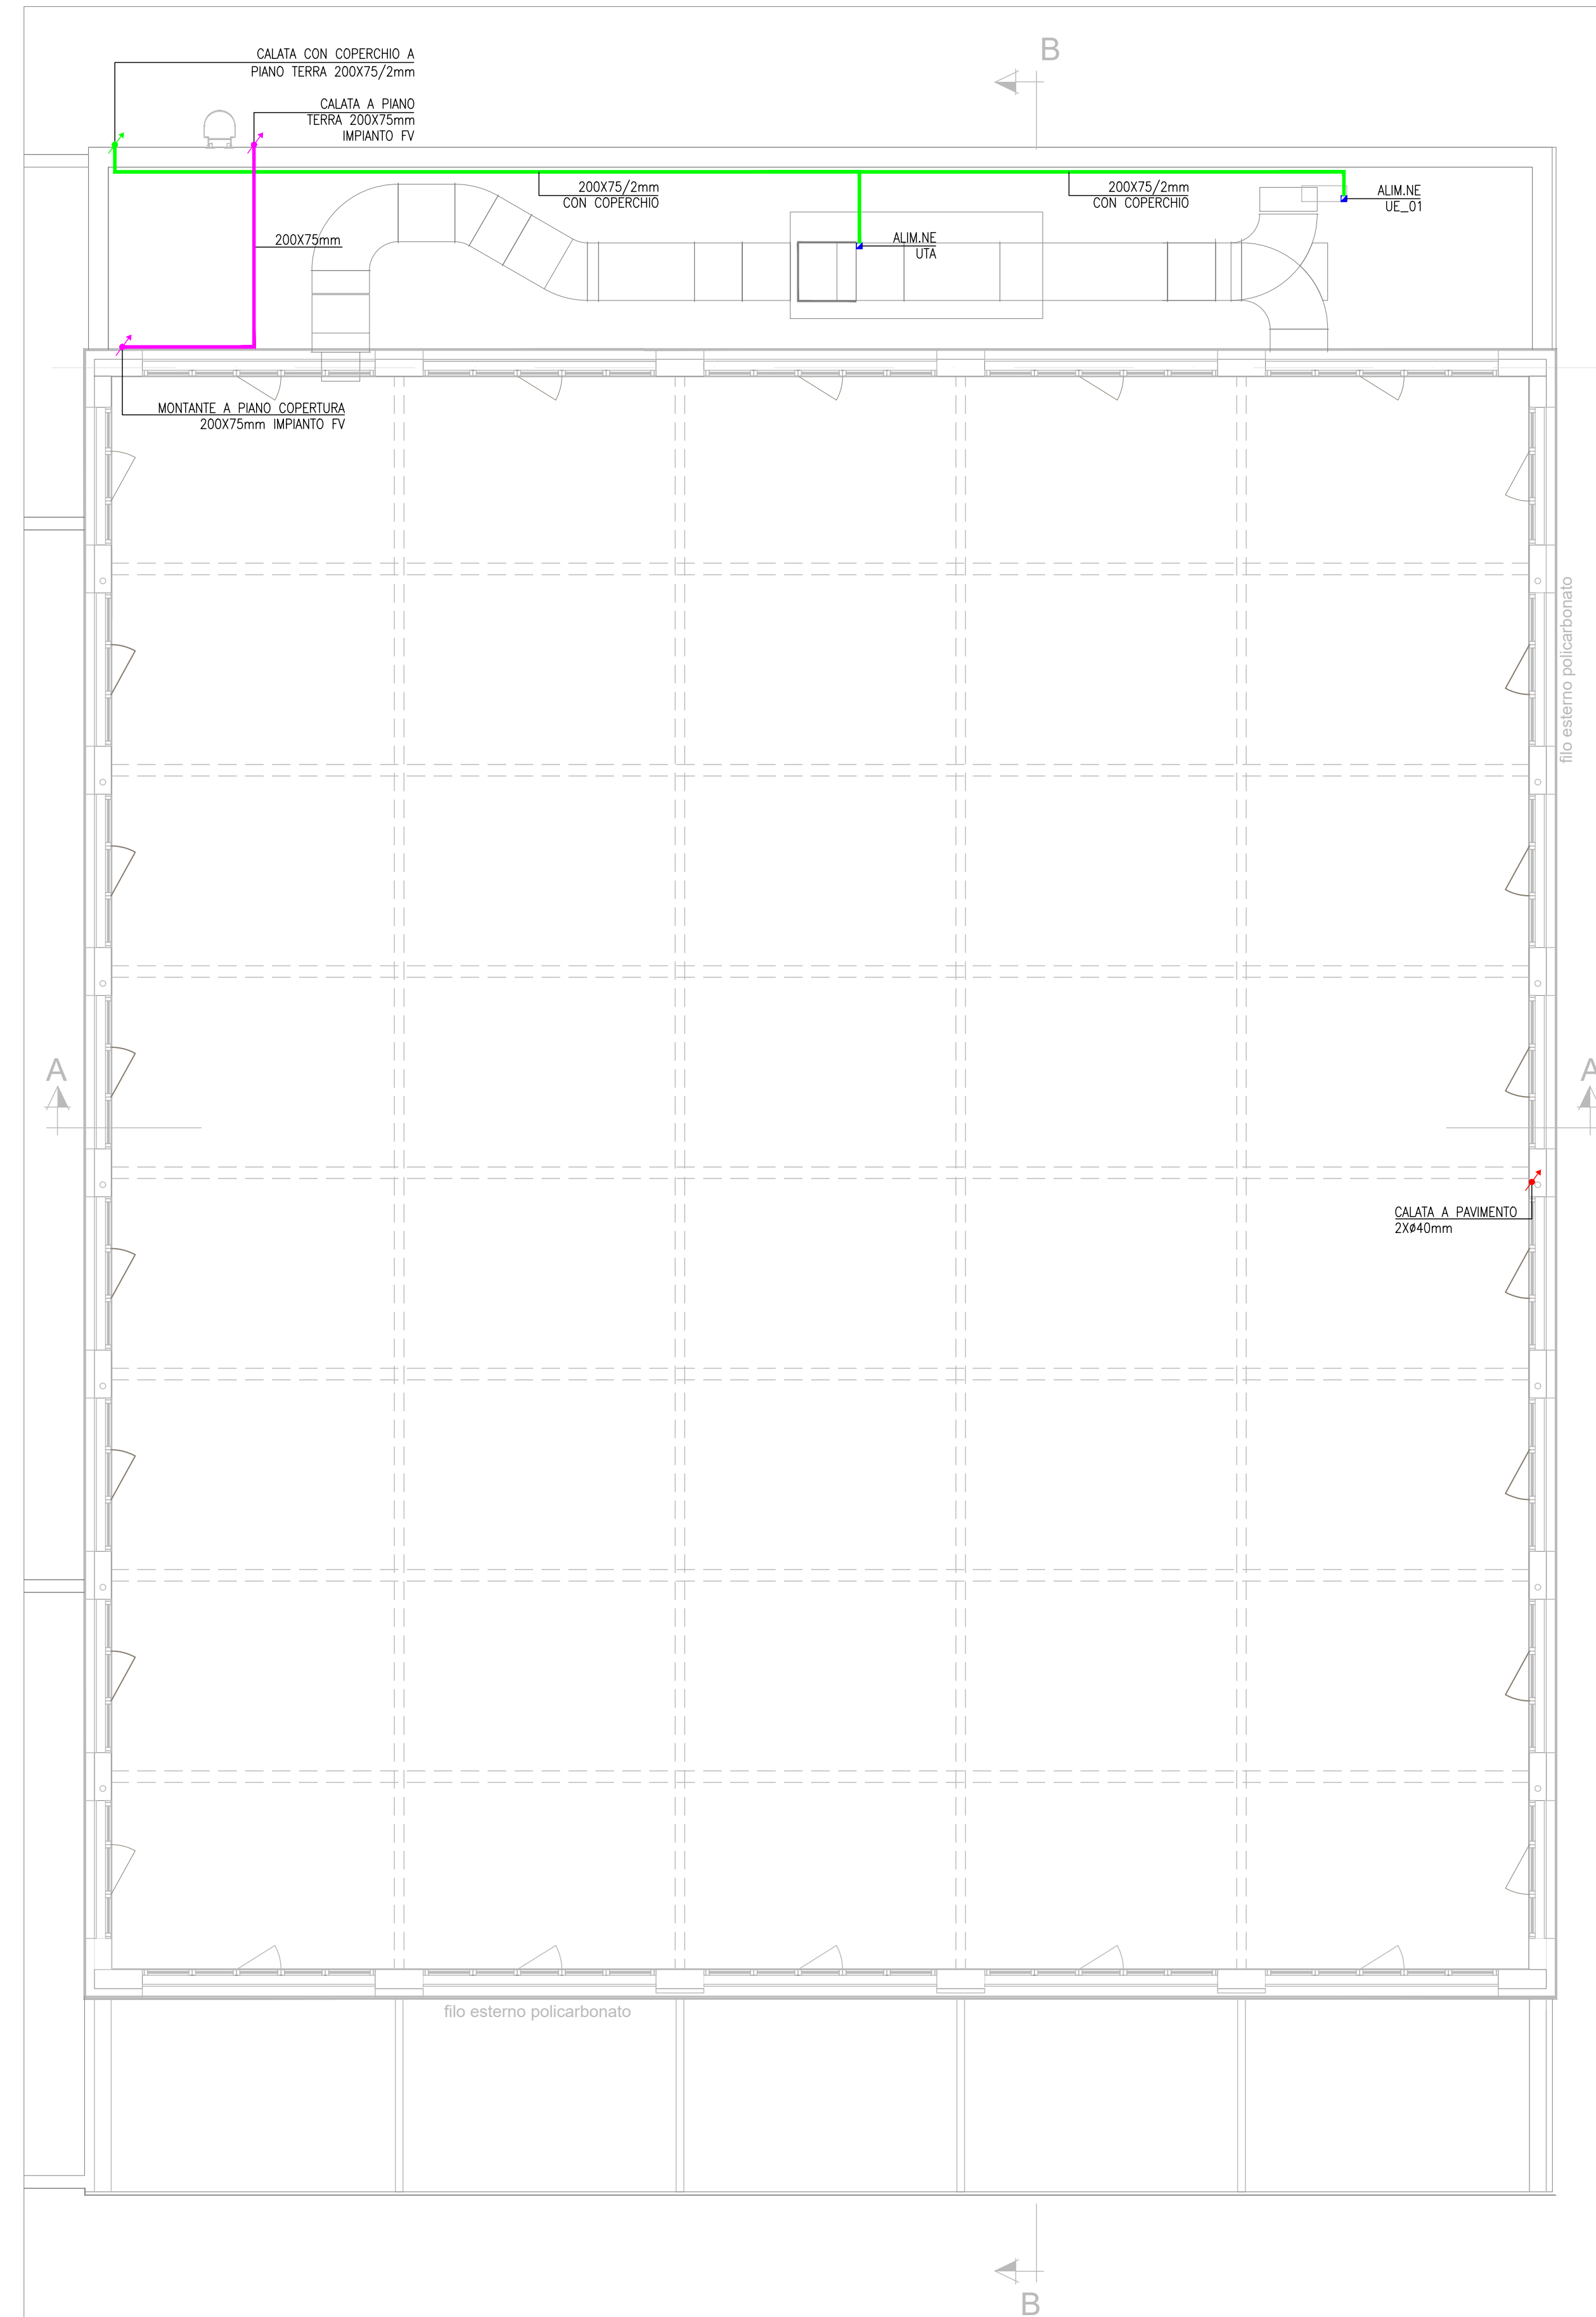 B
CALATA CON COPERCHIO A
PIANO TERRA 200X75/2mm
CALATA A PIANO
TERRA 200X75mm
IMPIANTO FV
200X75/2mm
CON COPERCHIO
200X75/2mm
CON COPERCHIO
ALIM.NE
UE_01
200X75mm
ALIM.NE
UTA
MONTANTE A PIANO COPERTURA
200X75mm IMPIANTO FV
filo esterno policarbonato
A
A
CALATA A PAVIMENTO
2Xø40mm
filo esterno policarbonato
B